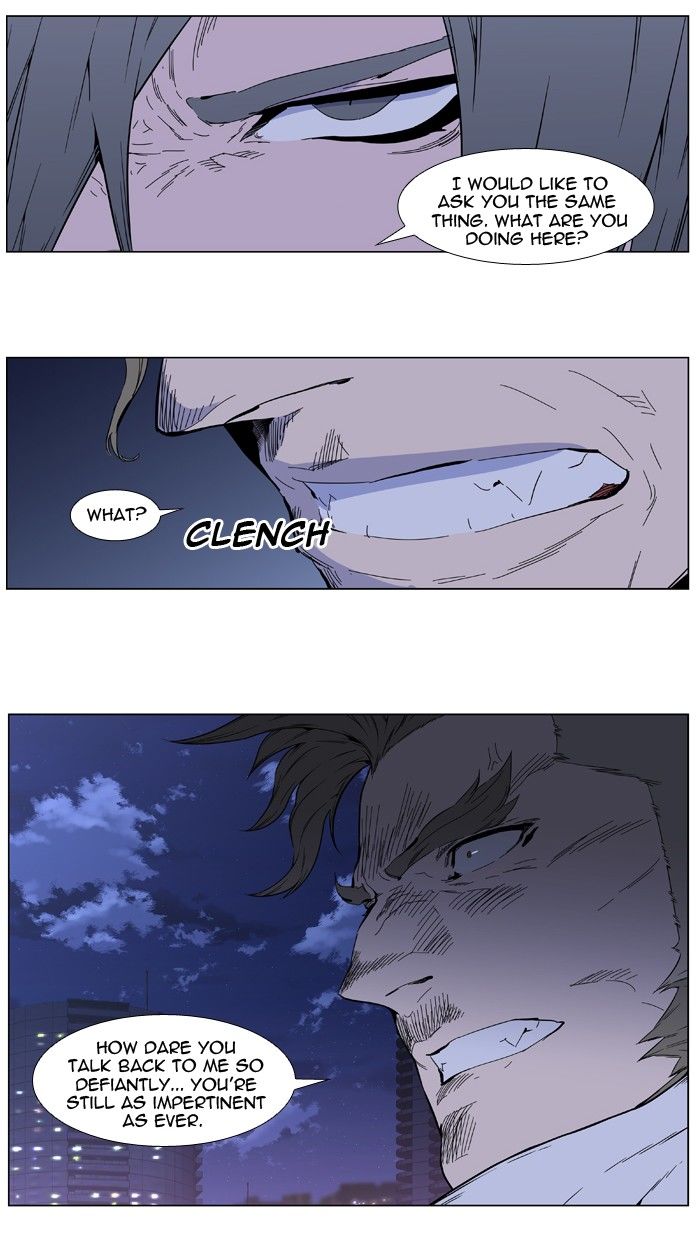 I WOULD LIKE TO
ASK YOU THE SAME
THING. WHAT ARE YOU
DOING HERE?
WHAT?
CLENCH
HOW DARE YOU
TALK BACK TO ME SO
DEFIANTLY... YOU'RE
STILL AS IMPERTINENT
AS EVER.